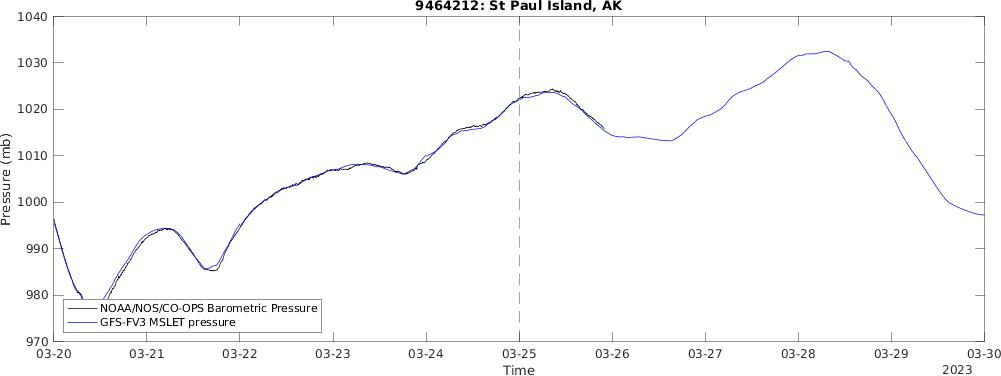 9464212: St Paul Island, AK
1040
1030
1020
1010
1000
990
980
970
Pressure (mb)
NOAA/NOS/CO-OPS Barometric Pressure
GFS-FV3 MSLET pressure
03-20 03-21 03-22 03-23 03-24 03-25 03-26 03-27 03-28 03-29 03-30
Time
2023